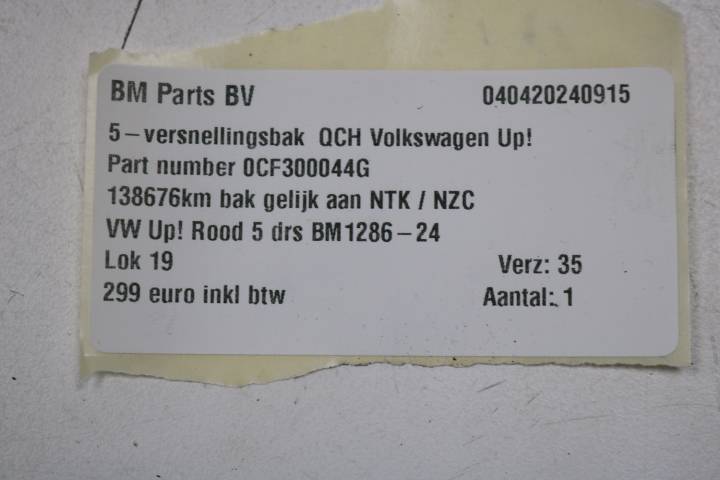 BM Parts BV 040420240915
5-versnellingsbak QCH Volkswagen Up!
Part number 0CF300044G
138676km bak gelijk aan NTK / NZC
VW Up! Rood 5 drs BM1286-24
Lok 19 Verz: 35
299 euro inkl btw Aantal: 1